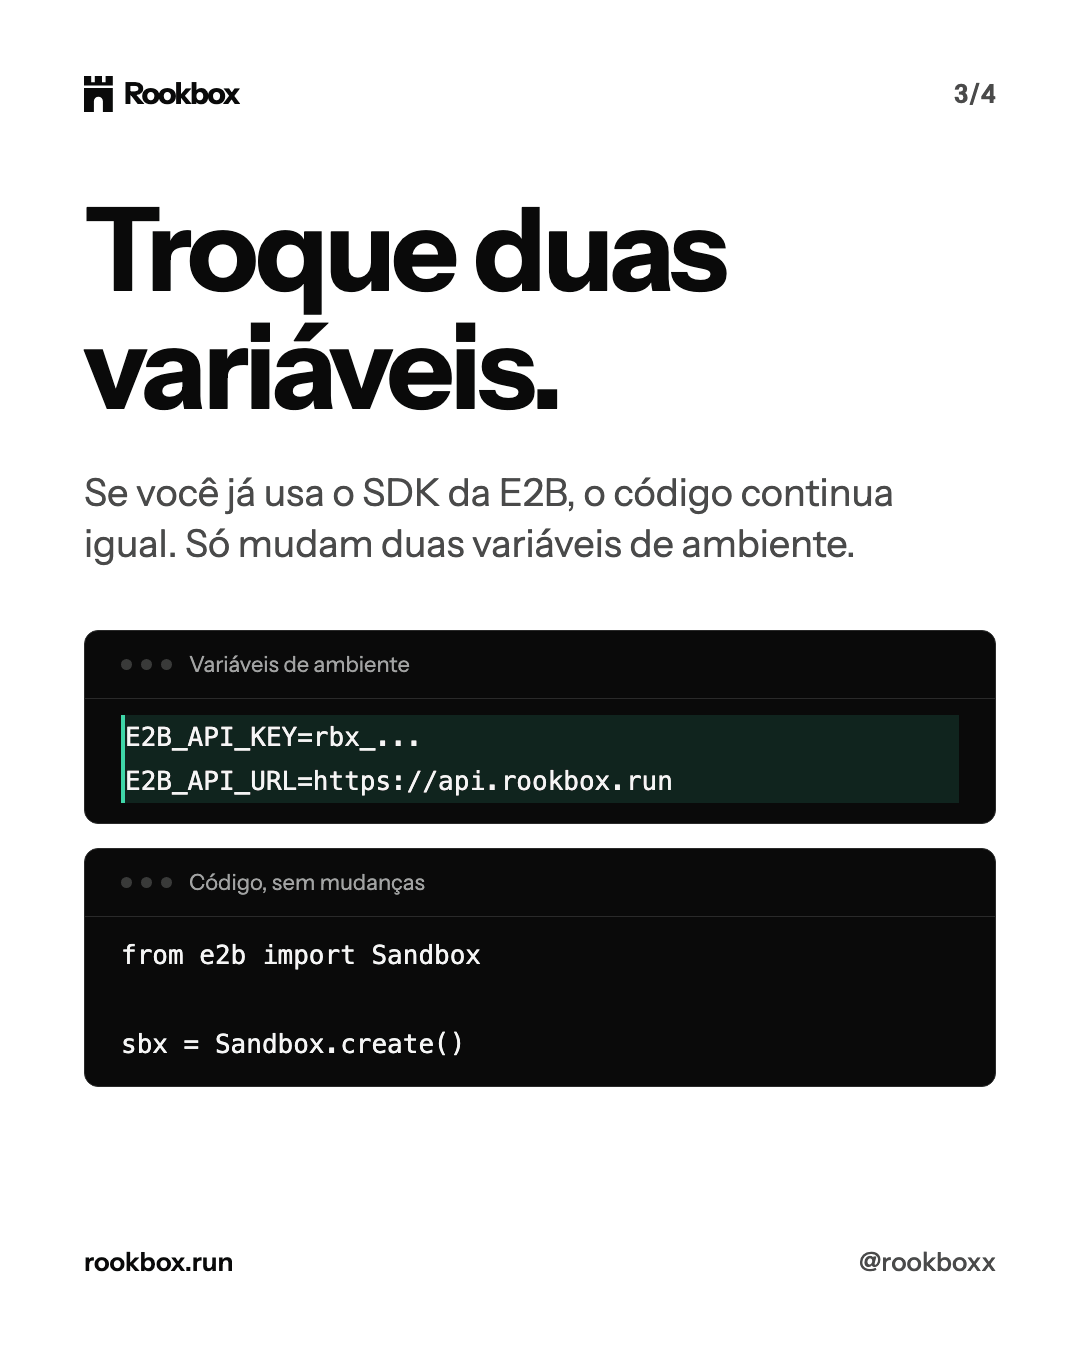 Rookbox
3/4
Troque duas
variáveis.
Se você já usa o SDK da E2B, o código continua
igual. Só mudam duas variáveis de ambiente.
Variáveis de ambiente
E2B_API_KEY=rbx_...
E2B_API_URL=https://api.rookbox.run
Código, sem mudanças
from e2b import Sandbox
sbx = Sandbox.create()
rookbox.run
@rookboxx